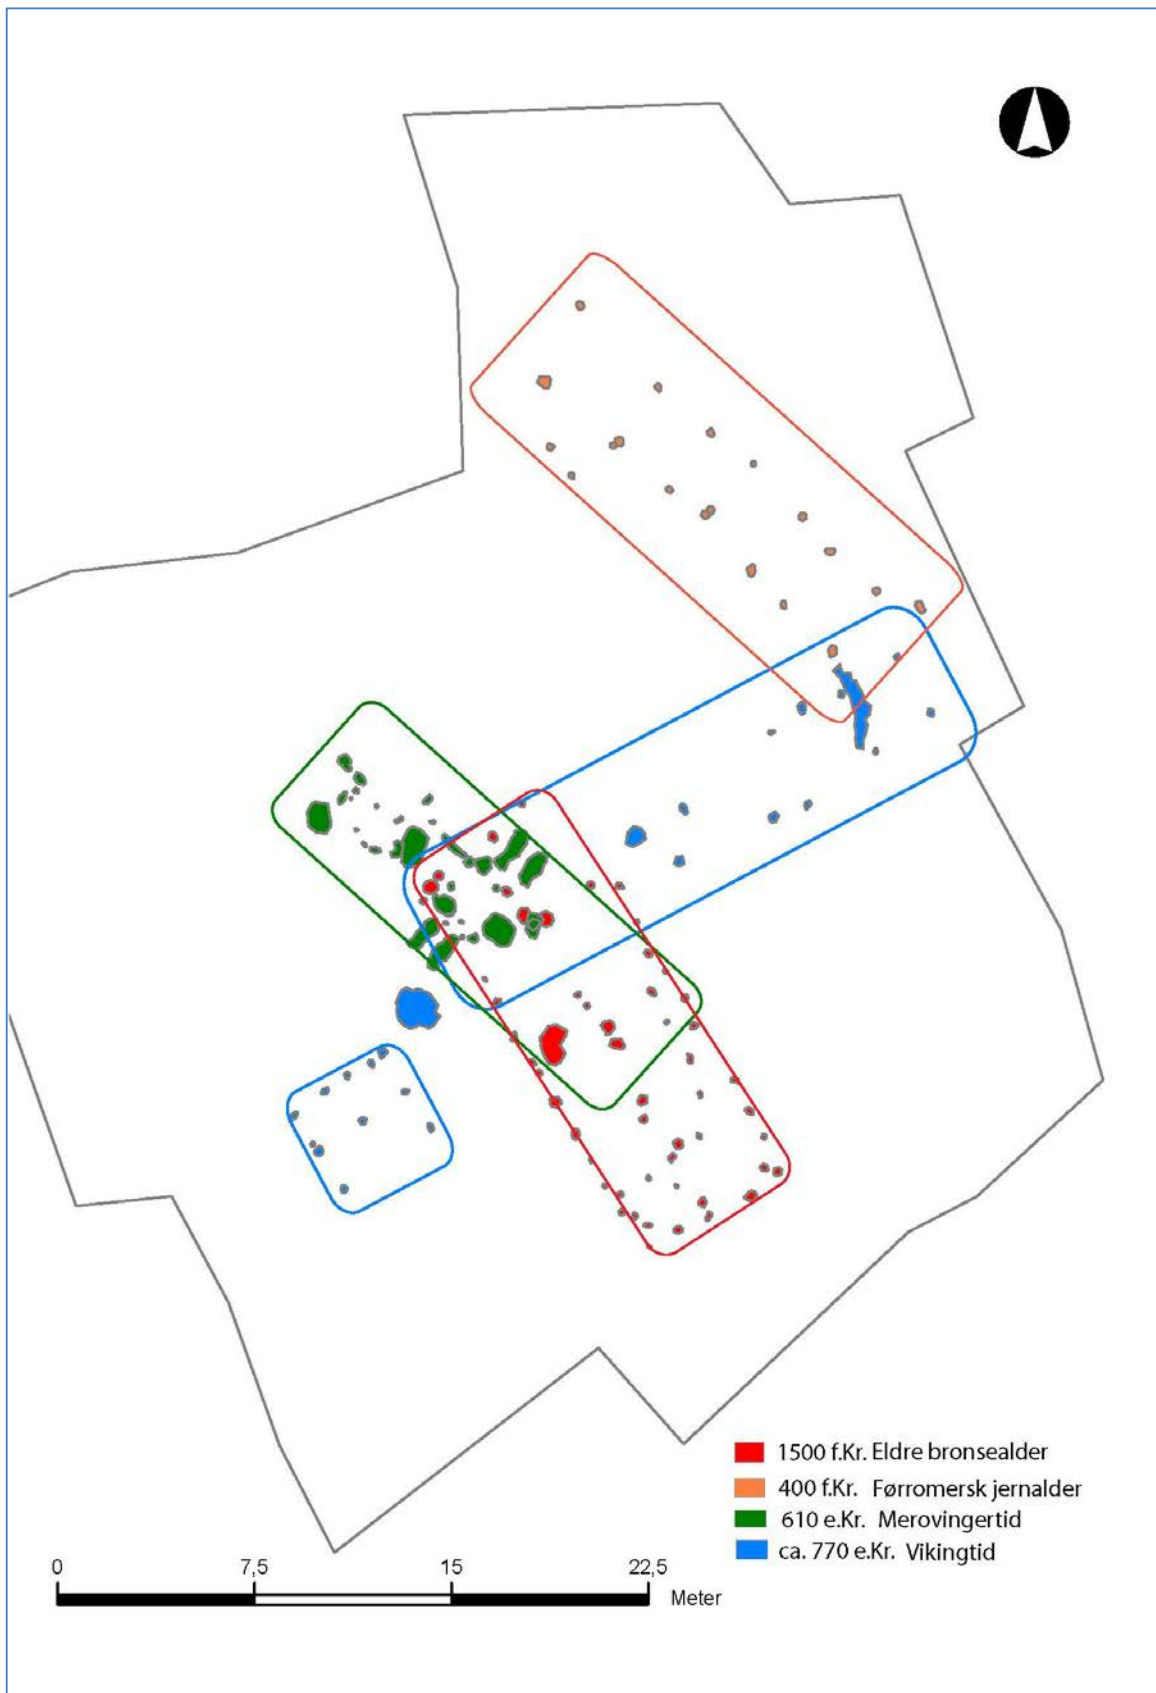 1500 f.Kr. Eldre bronsealder
400 f.Kr. Førromersk jernalder
610 e.Kr. Merovingertid
ca. 770 e.Kr. Vikingtid
0 7,5 15 22,5
Meter